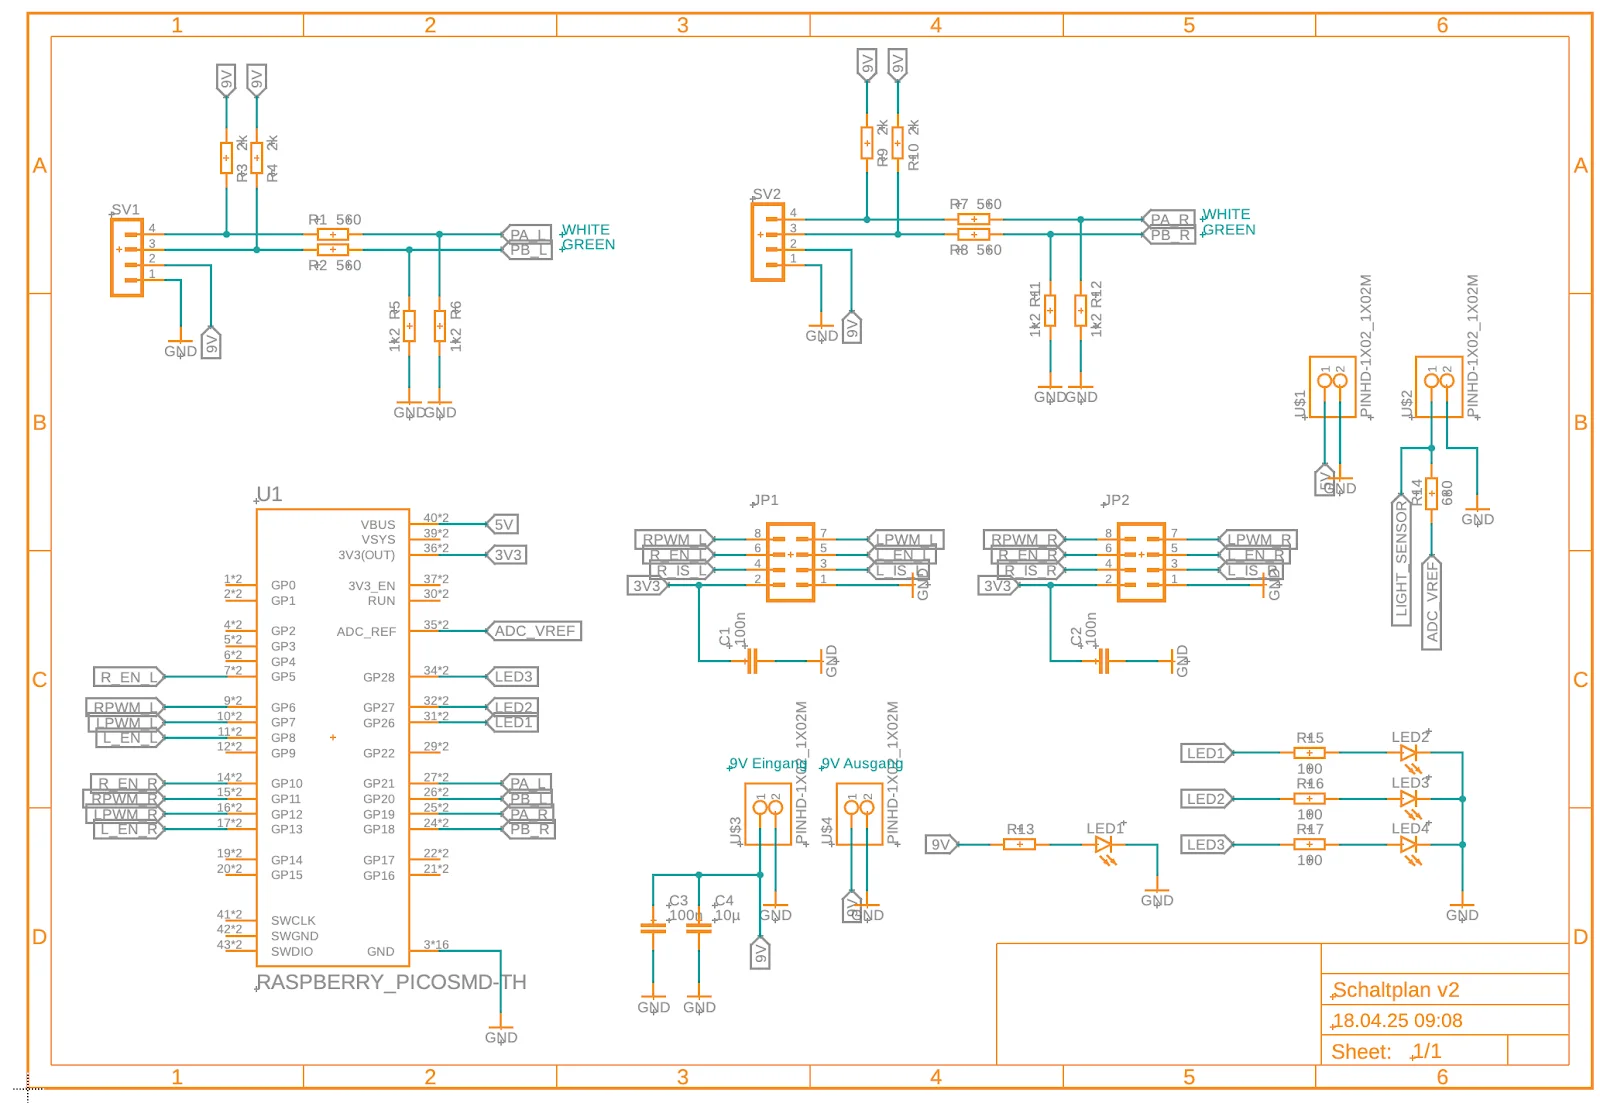 1 2 3 4 5 6
A A
B B
C C
D D
9V 9V
R3 2k
R4 2k
SV1
4
3
2
1
R1 560
R2 560
PA_L WHITE
PB_L GREEN
1k2 R5
1k2 R6
GND 9V
GND GND
9V 9V
R9 2k
R10 2k
SV2
4
3
2
1
R7 560
R8 560
PA_R WHITE
PB_R GREEN
1k2 R11
1k2 R12
GND 9V
GND GND
U$1 1 2 PINHD-1X02_1X02M
5V GND
U$2 1 2 PINHD-1X02_1X02M
R14 680
GND
LIGHT_SENSOR
ADC_VREF
U1
VBUS 40*2 5V
VSYS 39*2
3V3(OUT) 36*2 3V3
1*2 GP0 3V3_EN 37*2
2*2 GP1 RUN 30*2
4*2 GP2 ADC_REF 35*2 ADC_VREF
5*2 GP3
6*2 GP4
R_EN_L 7*2 GP5 GP28 34*2 LED3
RPWM_L 9*2 GP6 GP27 32*2 LED2
LPWM_L 10*2 GP7 GP26 31*2 LED1
L_EN_L 11*2 GP8
12*2 GP9 GP22 29*2
R_EN_R 14*2 GP10 GP21 27*2 PA_L
RPWM_R 15*2 GP11 GP20 26*2 PB_L
LPWM_R 16*2 GP12 GP19 25*2 PA_R
L_EN_R 17*2 GP13 GP18 24*2 PB_R
19*2 GP14 GP17 22*2
20*2 GP15 GP16 21*2
41*2 SWCLK
42*2 SWGND
43*2 SWDIO GND 3*16
RASPBERRY_PICOSMD-TH
GND
JP1
RPWM_L 8 7 LPWM_L
R_EN_L 6 5 L_EN_L
R_IS_L 4 3 L_IS_L
3V3 2 1 GND
C1 100n GND
JP2
RPWM_R 8 7 LPWM_R
R_EN_R 6 5 L_EN_R
R_IS_R 4 3 L_IS_R
3V3 2 1 GND
C2 100n GND
9V Eingang
U$3 1 2 PINHD-1X02_1X02M
9V Ausgang
U$4 1 2 PINHD-1X02_1X02M
C3
100n
C4
10µ
GND
9V GND
9V
GND GND
9V R13 LED1
GND
LED1 R15 LED2
100
LED2 R16 LED3
100
LED3 R17 LED4
100
GND
Schaltplan v2
18.04.25 09:08
Sheet: 1/1
1 2 3 4 5 6